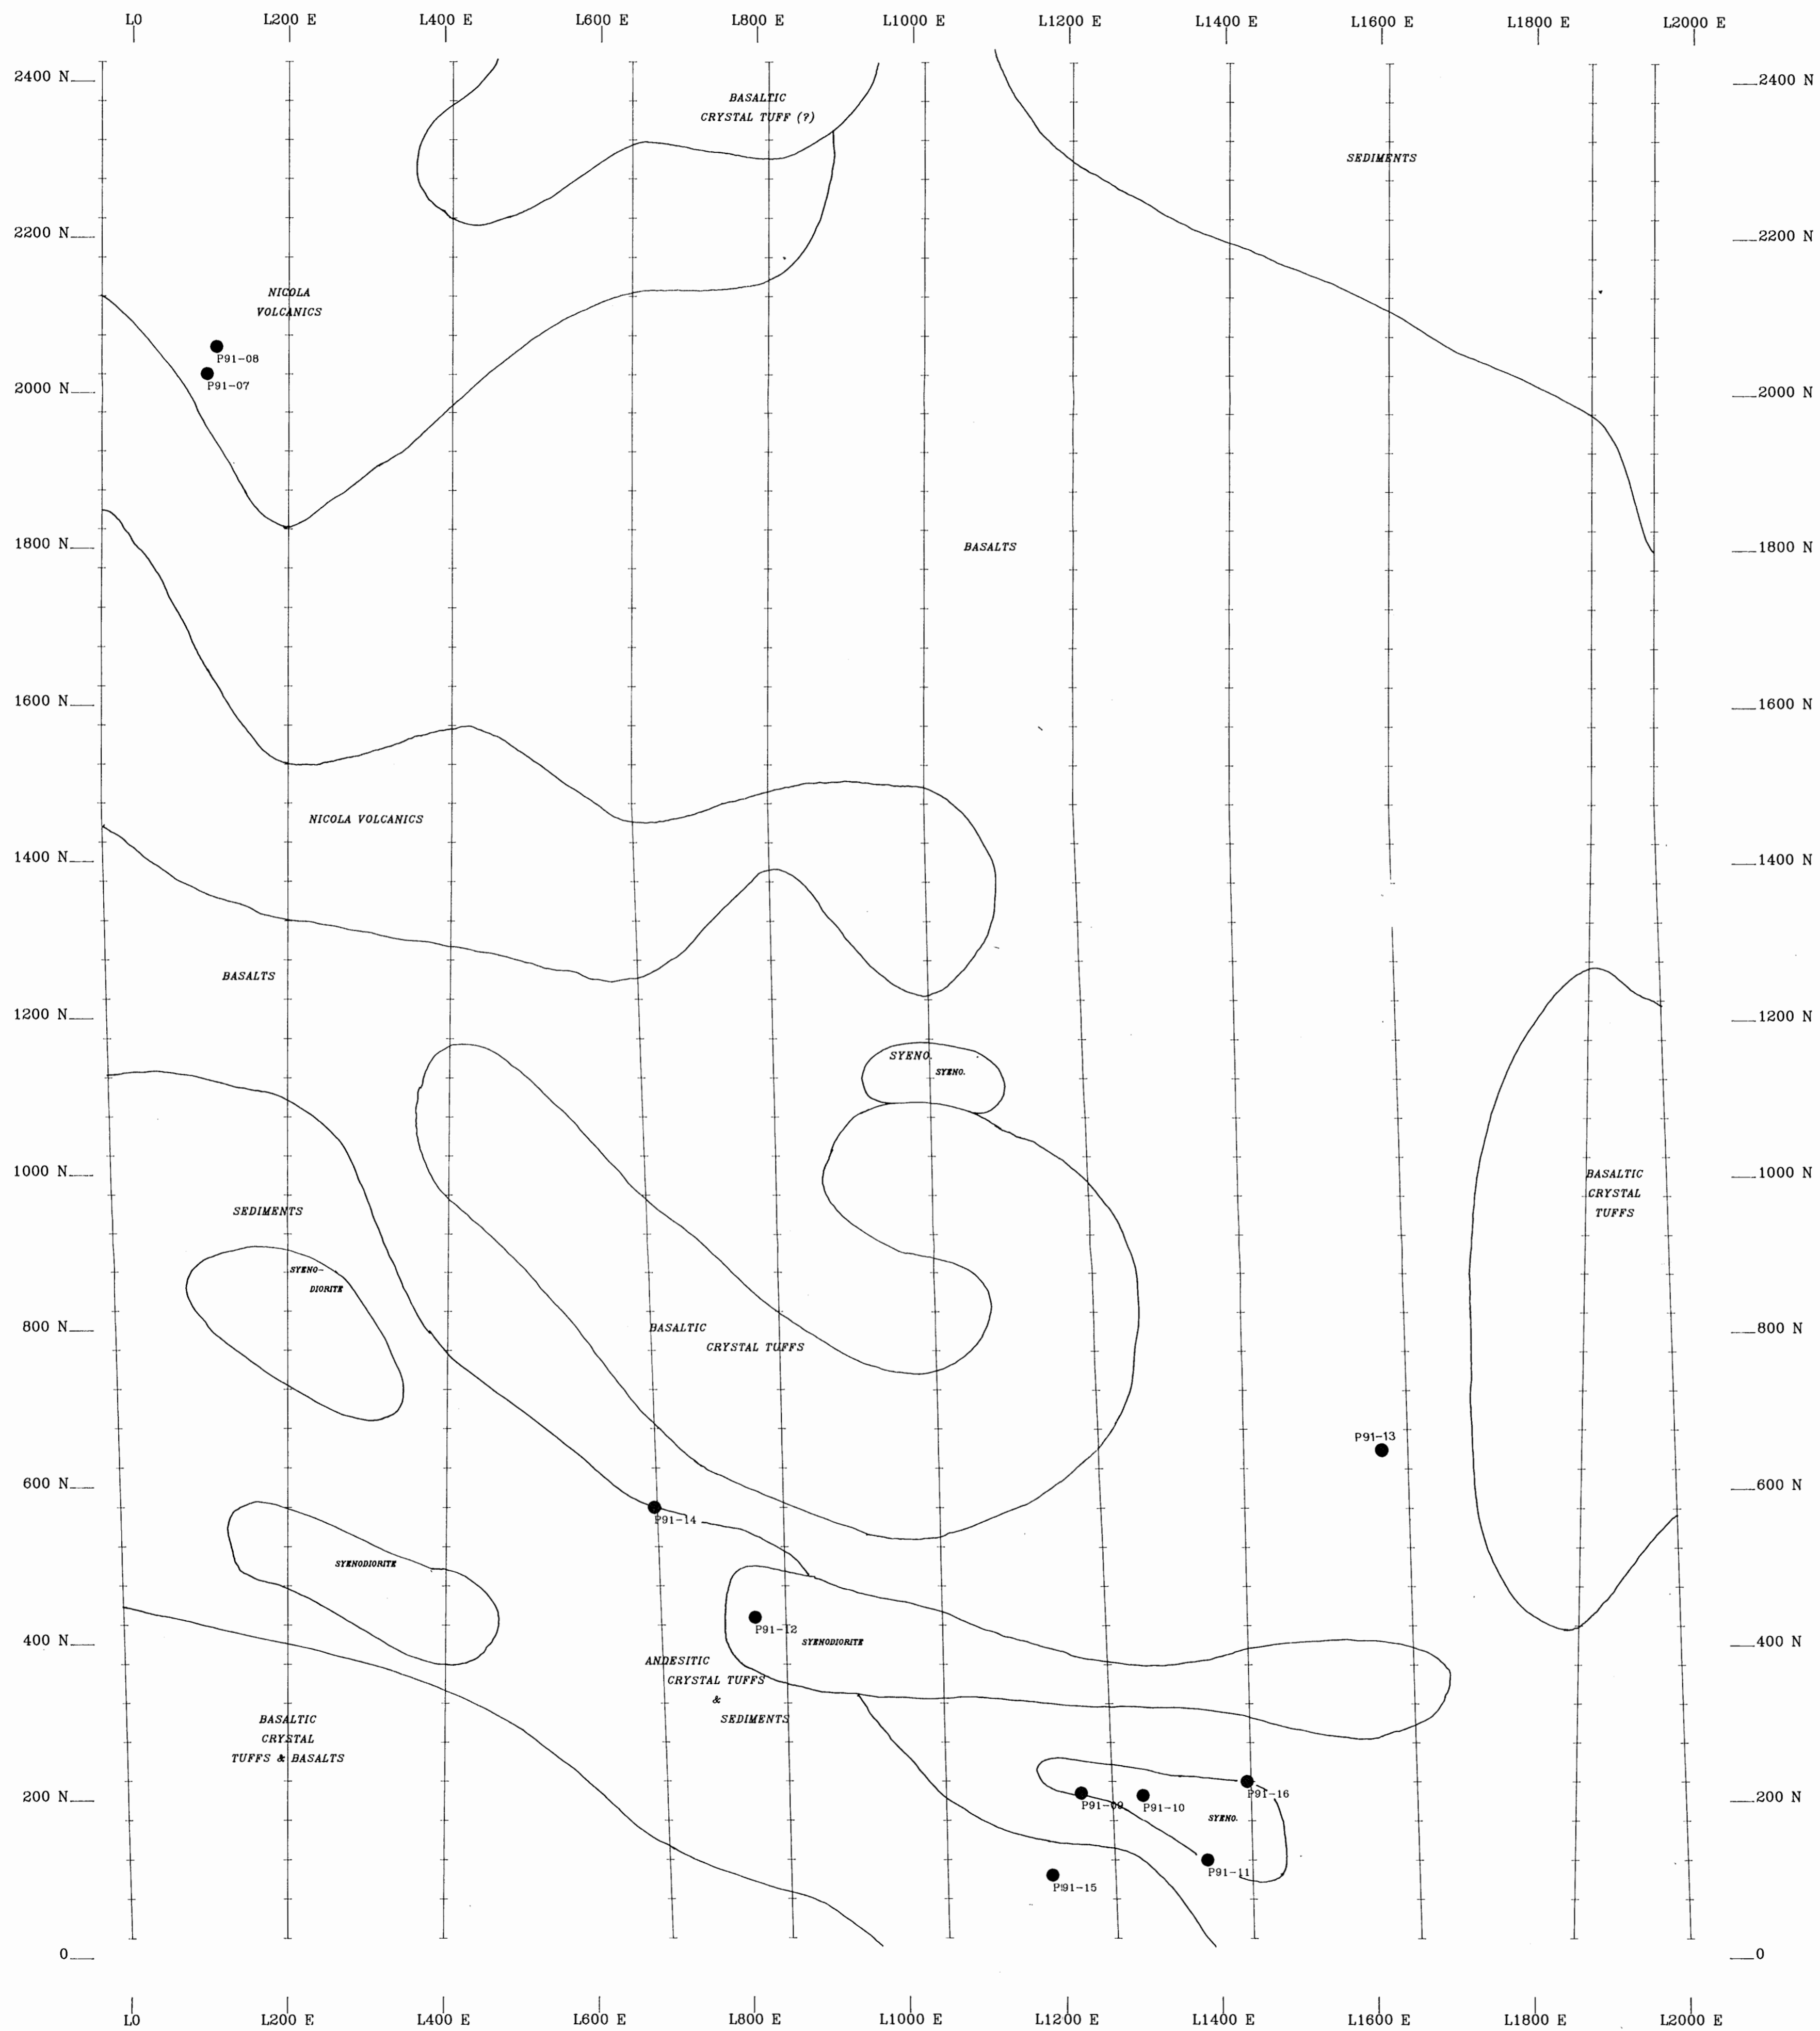 L0 L200 E L400 E L600 E L800 E L1000 E L1200 E L1400 E L1600 E L1800 E L2000 E
2400 N 2400 N
BASALTIC
CRYSTAL TUFF (?)
SEDIMENTS
2200 N 2200 N
NICOLA
VOLCANICS
P91-08
P91-07
2000 N 2000 N
1800 N 1800 N
BASALTS
1600 N 1600 N
NICOLA VOLCANICS
1400 N 1400 N
BASALTS
1200 N 1200 N
SYENO.
SYENO.
1000 N 1000 N
BASALTIC
CRYSTAL
TUFFS
SEDIMENTS
SYENO-
DIORITE
800 N 800 N
BASALTIC
CRYSTAL TUFFS
P91-13
600 N 600 N
P91-14
SYENODIORITE
P91-12
400 N 400 N
SYENODIORITE
ANDESITIC
CRYSTAL TUFFS
&
SEDIMENTS
BASALTIC
CRYSTAL
TUFFS & BASALTS
200 N 200 N
P91-16
P91-09
P91-10
SYENO.
P91-11
P91-15
0 0
L0 L200 E L400 E L600 E L800 E L1000 E L1200 E L1400 E L1600 E L1800 E L2000 E